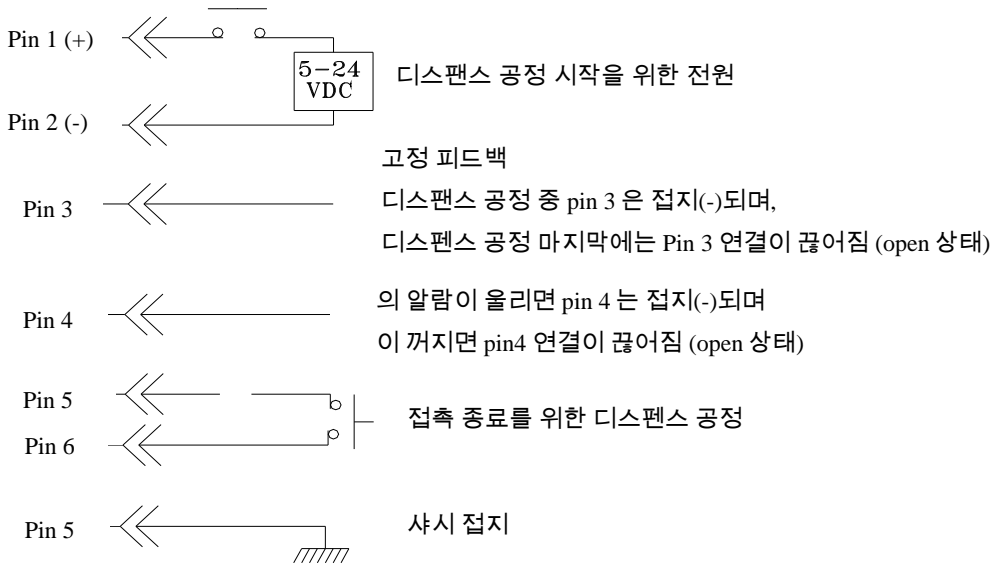 Pin 1 (+)
5-24
VDC
디스팬스 공정 시작을 위한 전원
Pin 2 (-)
고정 피드백
Pin 3
디스팬스 공정 중 pin 3 은 접지(-)되며,
디스펜스 공정 마지막에는 Pin 3 연결이 끊어짐 (open 상태)
의 알람이 울리면 pin 4 는 접지(-)되며
Pin 4
이 꺼지면 pin4 연결이 끊어짐 (open 상태)
Pin 5
접촉 종료를 위한 디스펜스 공정
Pin 6
Pin 5
샤시 접지